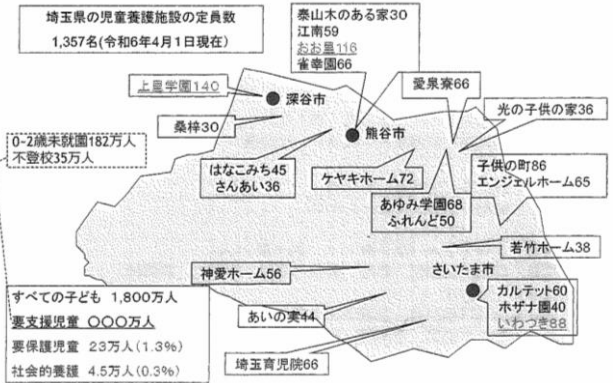 埼玉県の児童養護施設の定員数
1,357名(令和6年4月1日現在)
泰山木のある家30
江南59
おお里116
雀幸園66
上里学園140
深谷市
愛泉寮66
桑梓30
熊谷市
光の子供の家36
0-2歳未就園182万人
不登校35万人
はなこみち45
さんあい36
ケヤキホーム72
子供の町86
エンジェルホーム65
あゆみ学園68
ふれんど50
若竹ホーム38
神愛ホーム56
さいたま市
すべての子ども 1,800万人
要支援児童 〇〇〇万人
要保護児童 23万人(1.3%)
社会的養護 4.5万人(0.3%)
あいの実44
カルテット60
ホザナ園40
いわつき88
埼玉育児院66